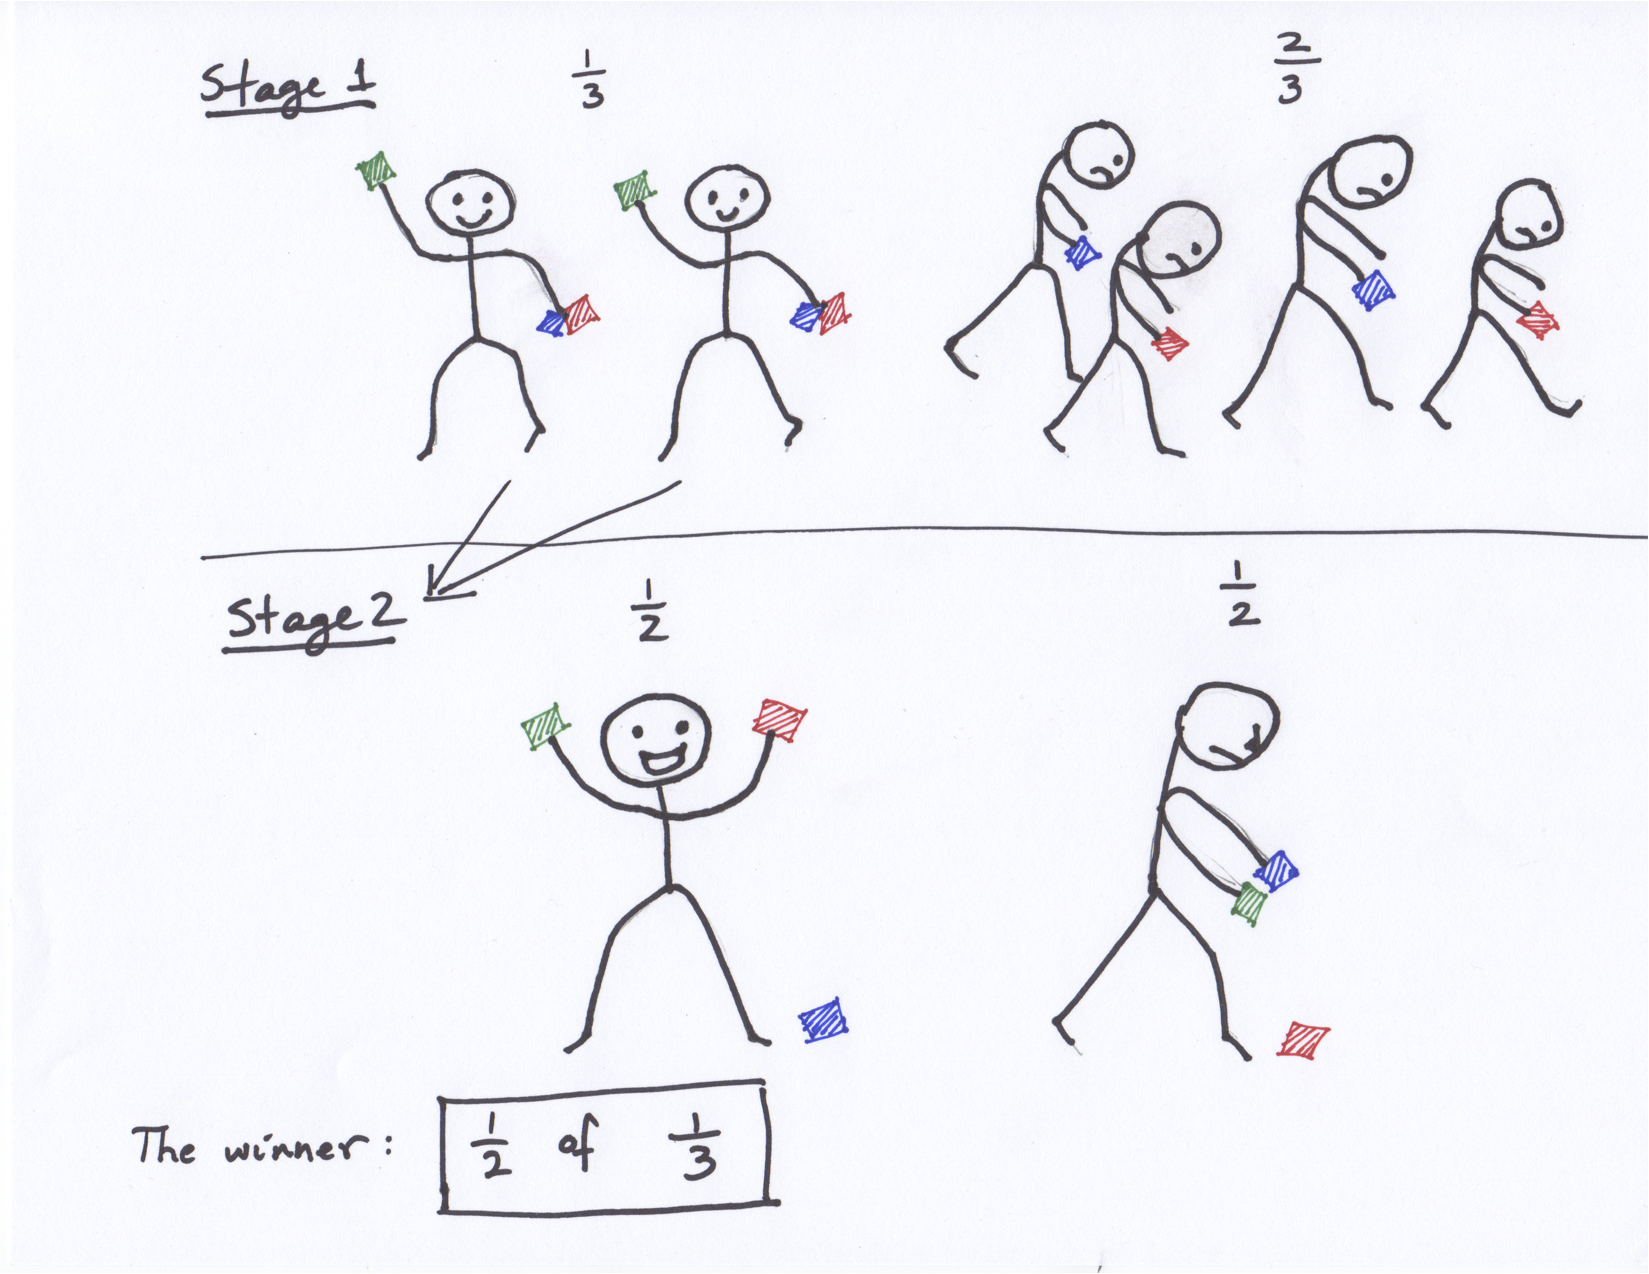 Stage 1
1/3
2/3
Stage 2
1/2
1/2
The winner: 1/2 of 1/3